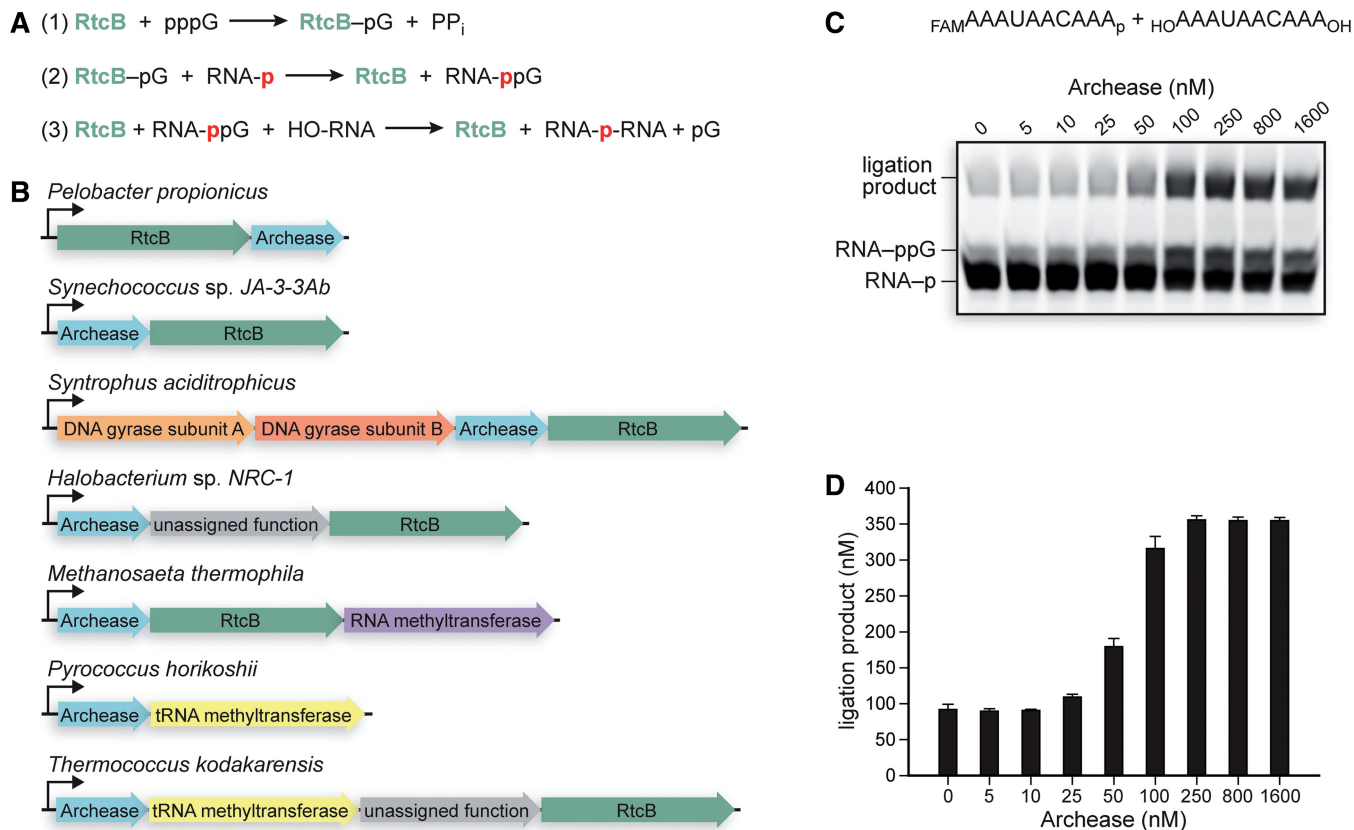 A
(1) RtcB + pppG ⟶ RtcB–pG + PPi
(2) RtcB–pG + RNA-p ⟶ RtcB + RNA-ppG
(3) RtcB + RNA-ppG + HO-RNA ⟶ RtcB + RNA-p-RNA + pG
B
Pelobacter propionicus
RtcB Archease
Synechococcus sp. JA-3-3Ab
Archease RtcB
Syntrophus aciditrophicus
DNA gyrase subunit A DNA gyrase subunit B Archease RtcB
Halobacterium sp. NRC-1
Archease unassigned function RtcB
Methanosaeta thermophila
Archease RtcB RNA methyltransferase
Pyrococcus horikoshii
Archease tRNA methyltransferase
Thermococcus kodakarensis
Archease tRNA methyltransferase unassigned function RtcB
C
FAMAAAUAACAAAp + HOAAAUAACAAAOH
Archease (nM)
0 5 10 25 50 100 250 800 1600
ligation
product
RNA–ppG
RNA–p
D
ligation product (nM)
400
350
300
250
200
150
100
50
0
0 5 10 25 50 100 250 800 1600
Archease (nM)